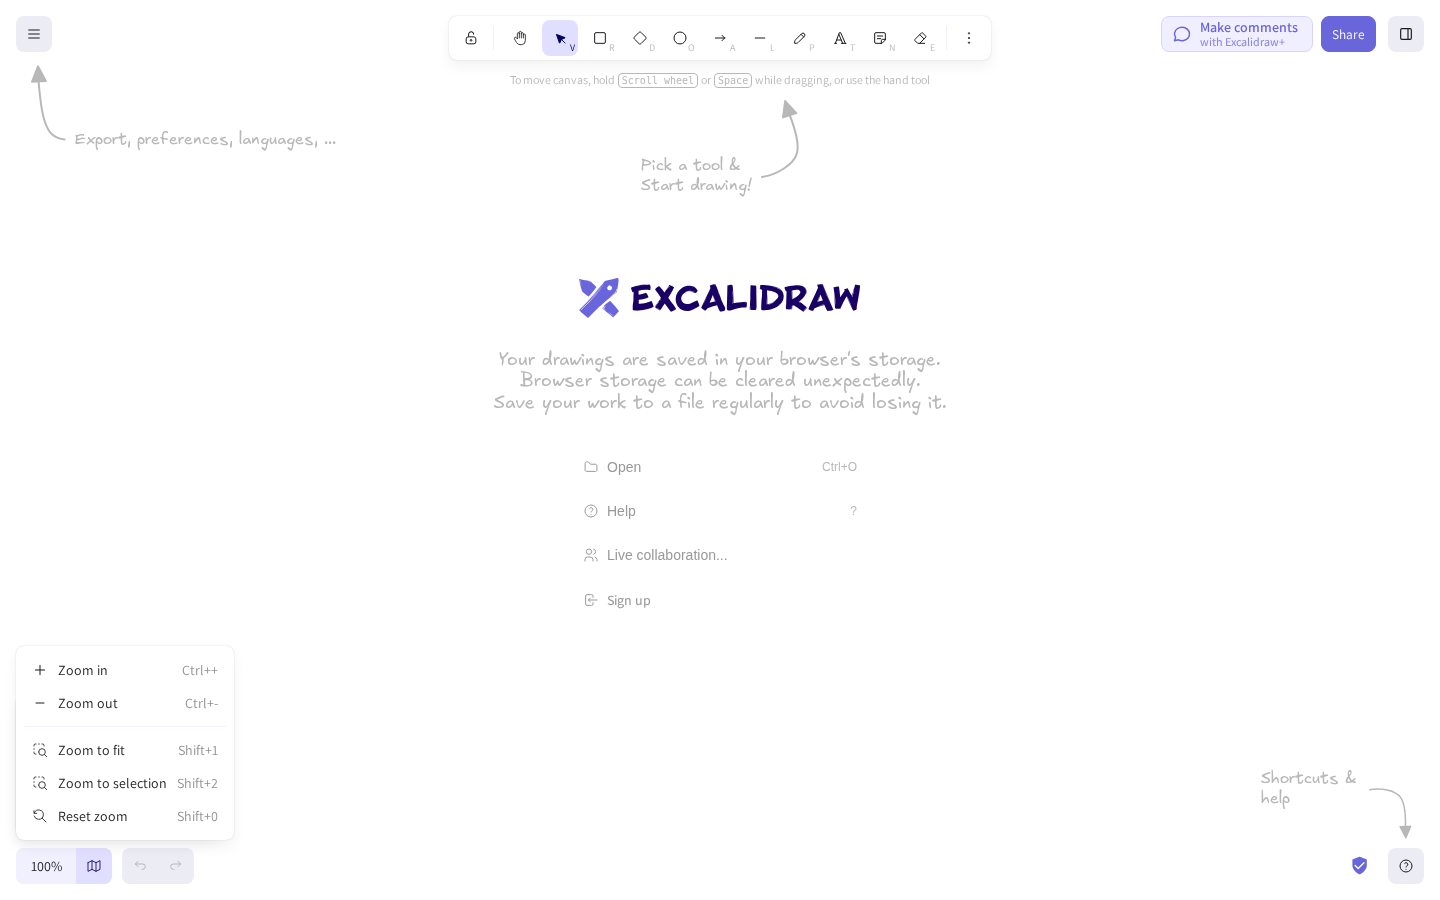 V
R
D
O
A
L
P
T
N
E
Make comments
with Excalidraw+
Share
To move canvas, hold Scroll wheel or Space while dragging, or use the hand tool
Export, preferences, languages, ...
Pick a tool &
Start drawing!
EXCALIDRAW
Your drawings are saved in your browser's storage.
Browser storage can be cleared unexpectedly.
Save your work to a file regularly to avoid losing it.
Open Ctrl+O
Help ?
Live collaboration...
Sign up
Zoom in Ctrl++
Zoom out Ctrl+-
Zoom to fit Shift+1
Zoom to selection Shift+2
Reset zoom Shift+0
Shortcuts &
help
100%